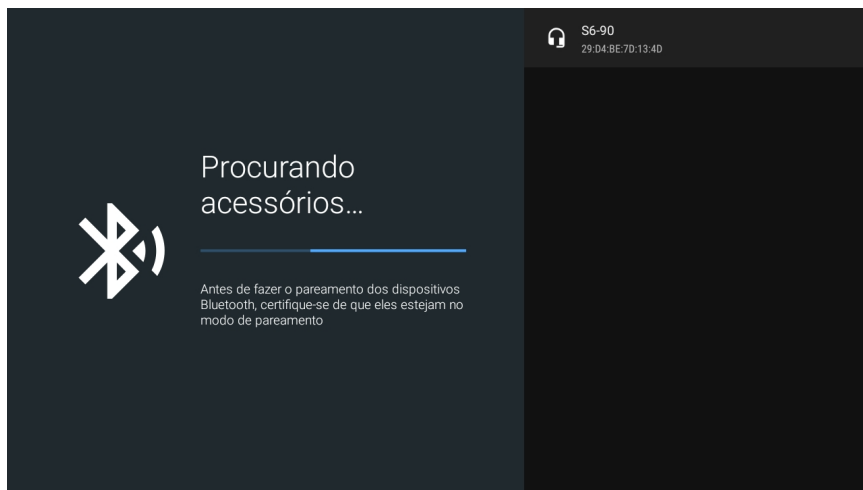 Procurando
acessórios...
Antes de fazer o pareamento dos dispositivos
Bluetooth, certifique-se de que eles estejam no
modo de pareamento
S6-90
29:D4:BE:7D:13:4D